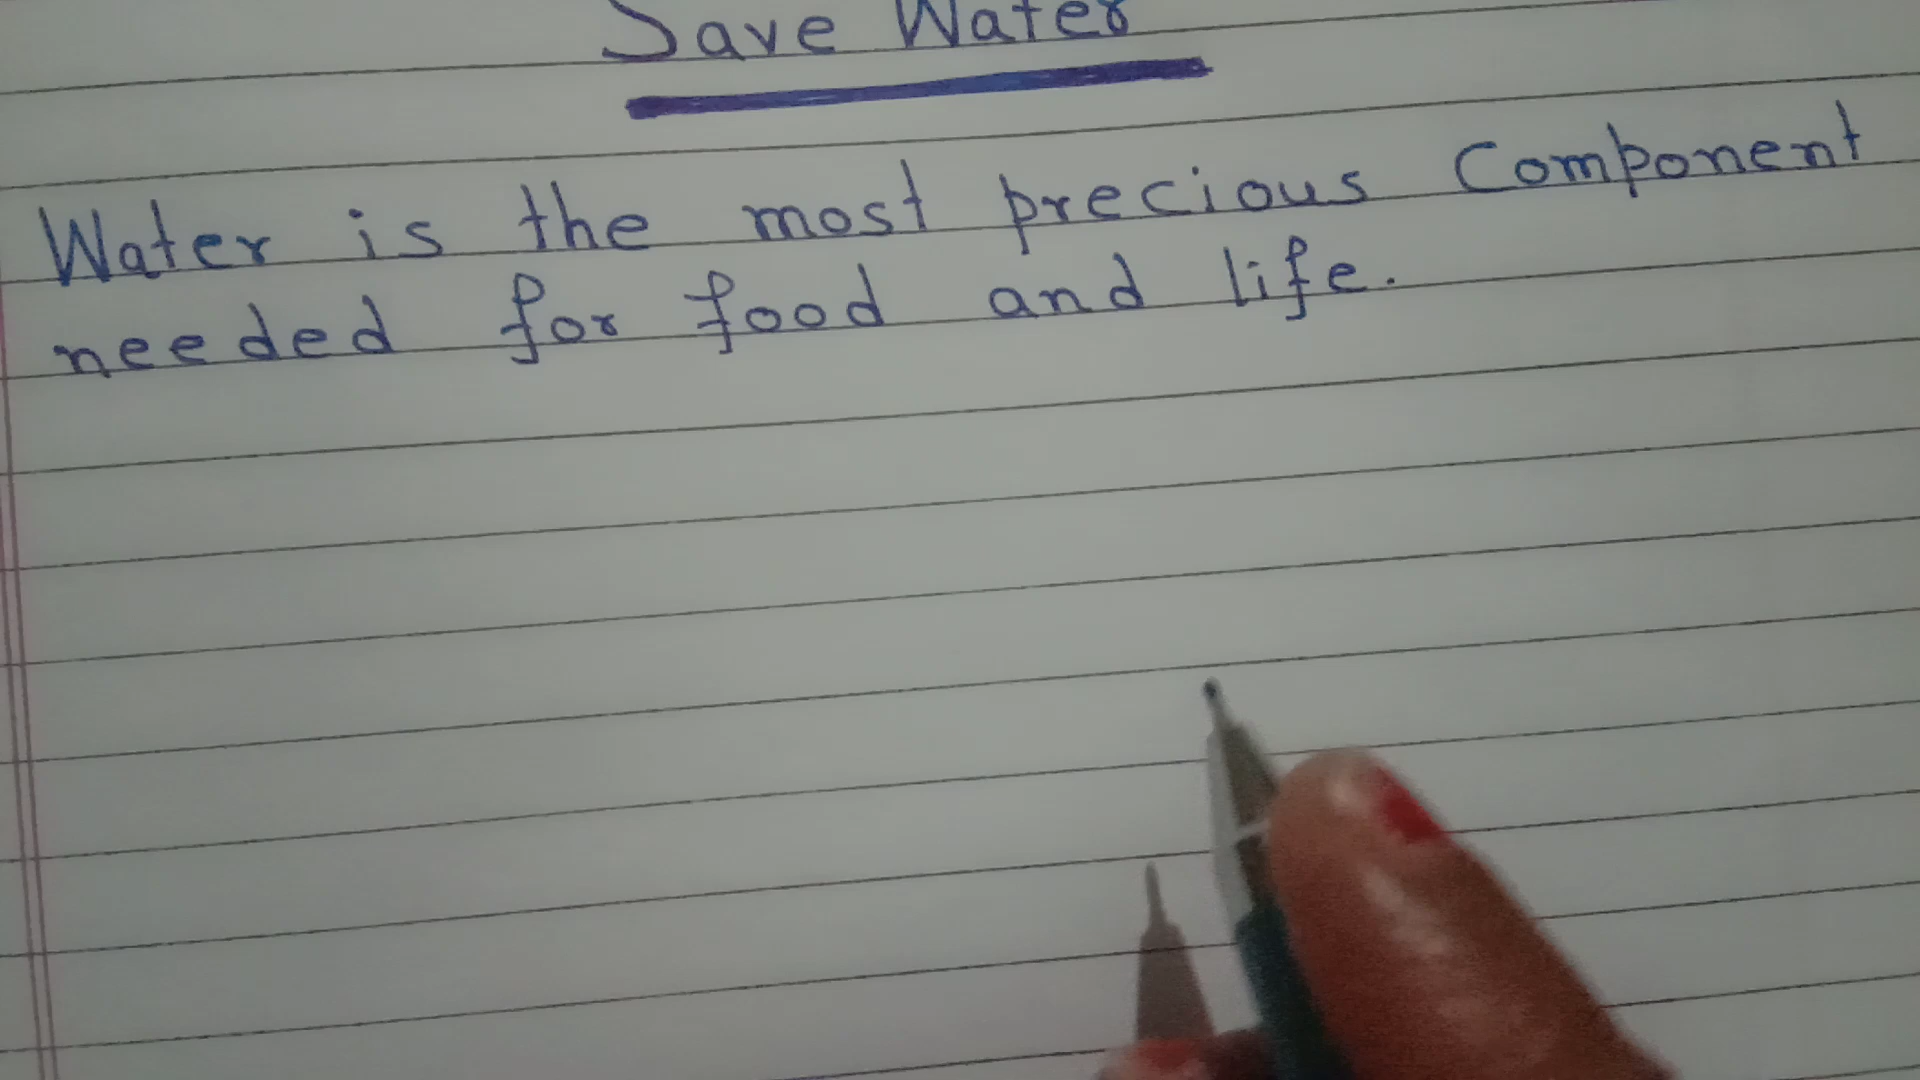 Save Water
Water is the most precious Component
needed for food and life.